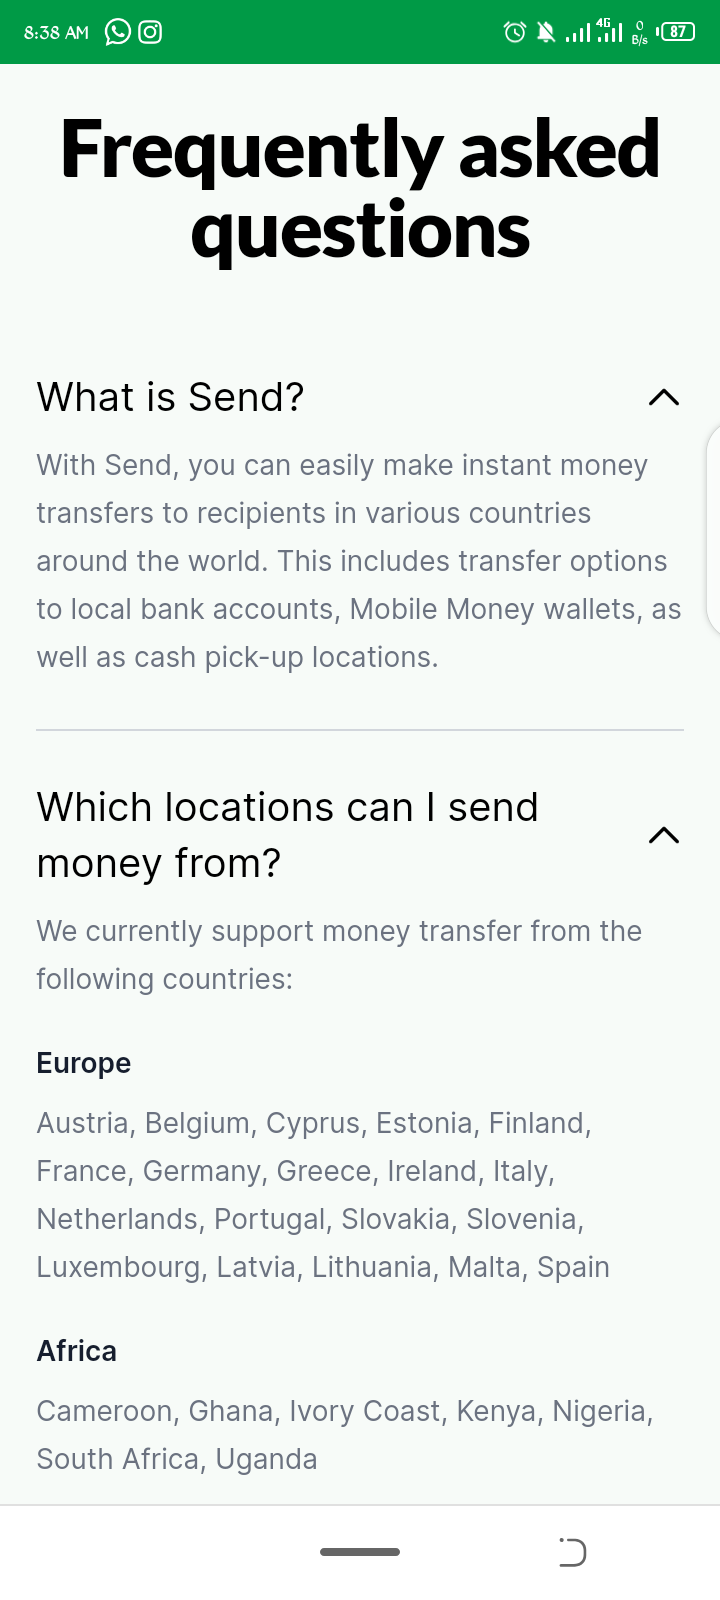 8:38 AM 4G 0 B/s 87
Frequently asked
questions
What is Send?
With Send, you can easily make instant money
transfers to recipients in various countries
around the world. This includes transfer options
to local bank accounts, Mobile Money wallets, as
well as cash pick-up locations.
Which locations can I send
money from?
We currently support money transfer from the
following countries:
Europe
Austria, Belgium, Cyprus, Estonia, Finland,
France, Germany, Greece, Ireland, Italy,
Netherlands, Portugal, Slovakia, Slovenia,
Luxembourg, Latvia, Lithuania, Malta, Spain
Africa
Cameroon, Ghana, Ivory Coast, Kenya, Nigeria,
South Africa, Uganda